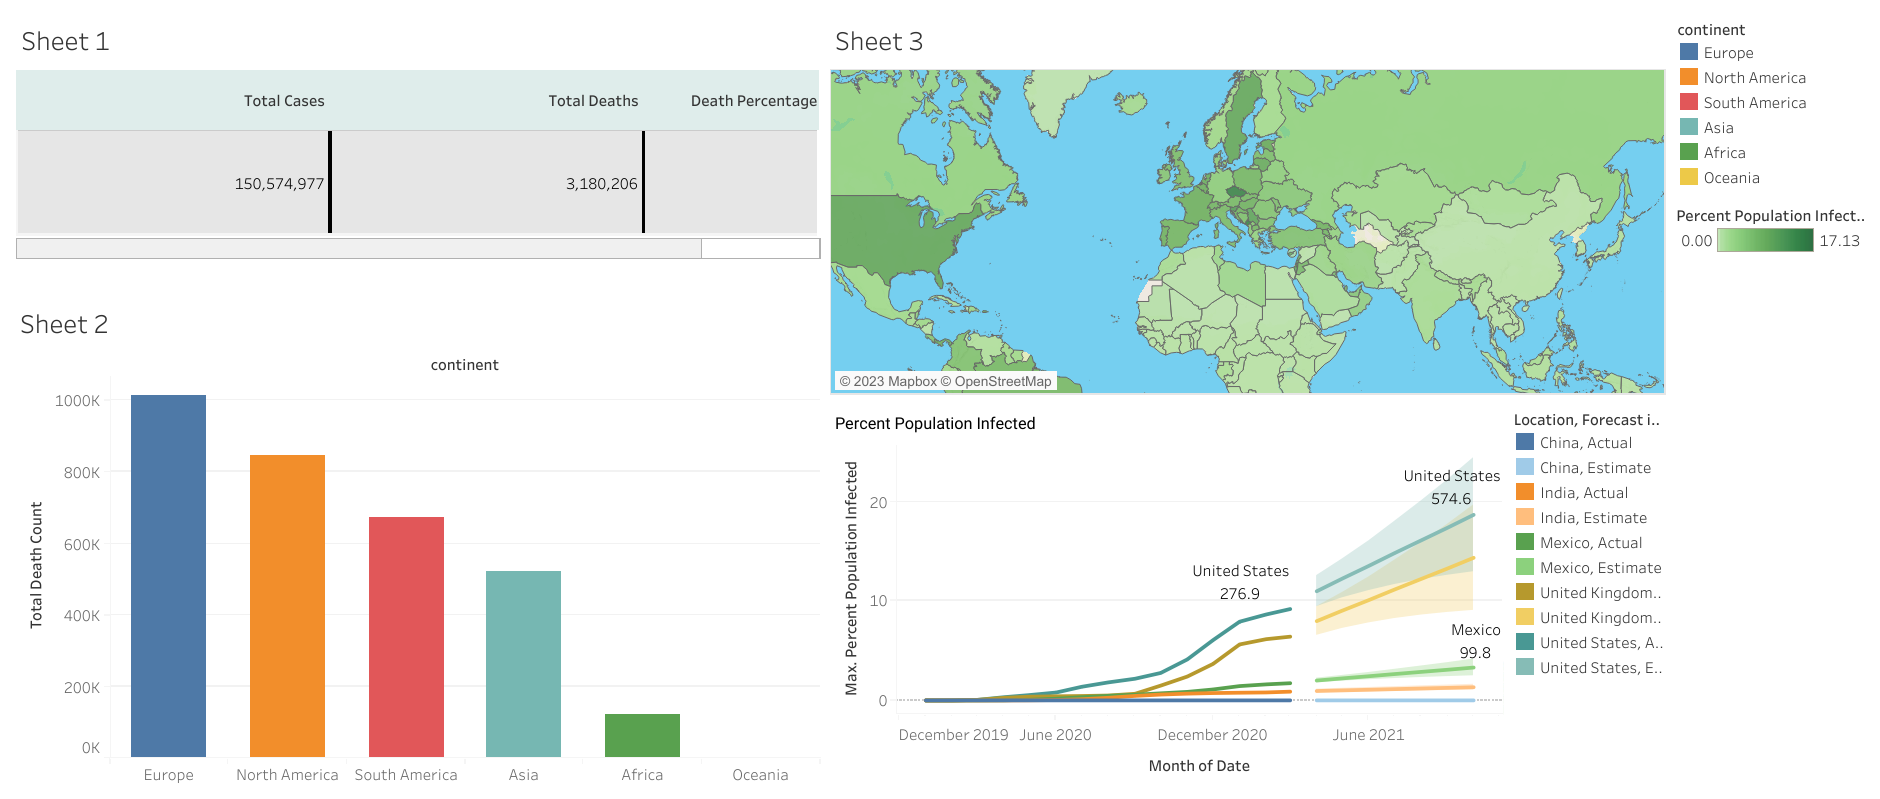 Sheet 1
Total Cases Total Deaths Death Percentage
150,574,977 3,180,206
Sheet 2
continent
Total Death Count
1000K
800K
600K
400K
200K
0K
Europe North America South America Asia Africa Oceania
Sheet 3
© 2023 Mapbox © OpenStreetMap
continent
Europe
North America
South America
Asia
Africa
Oceania
Percent Population Infect..
0.00 17.13
Percent Population Infected
Max. Percent Population Infected
20
10
0
United States
276.9
United States
574.6
Mexico
99.8
December 2019 June 2020 December 2020 June 2021
Month of Date
Location, Forecast i..
China, Actual
China, Estimate
India, Actual
India, Estimate
Mexico, Actual
Mexico, Estimate
United Kingdom..
United Kingdom..
United States, A..
United States, E..